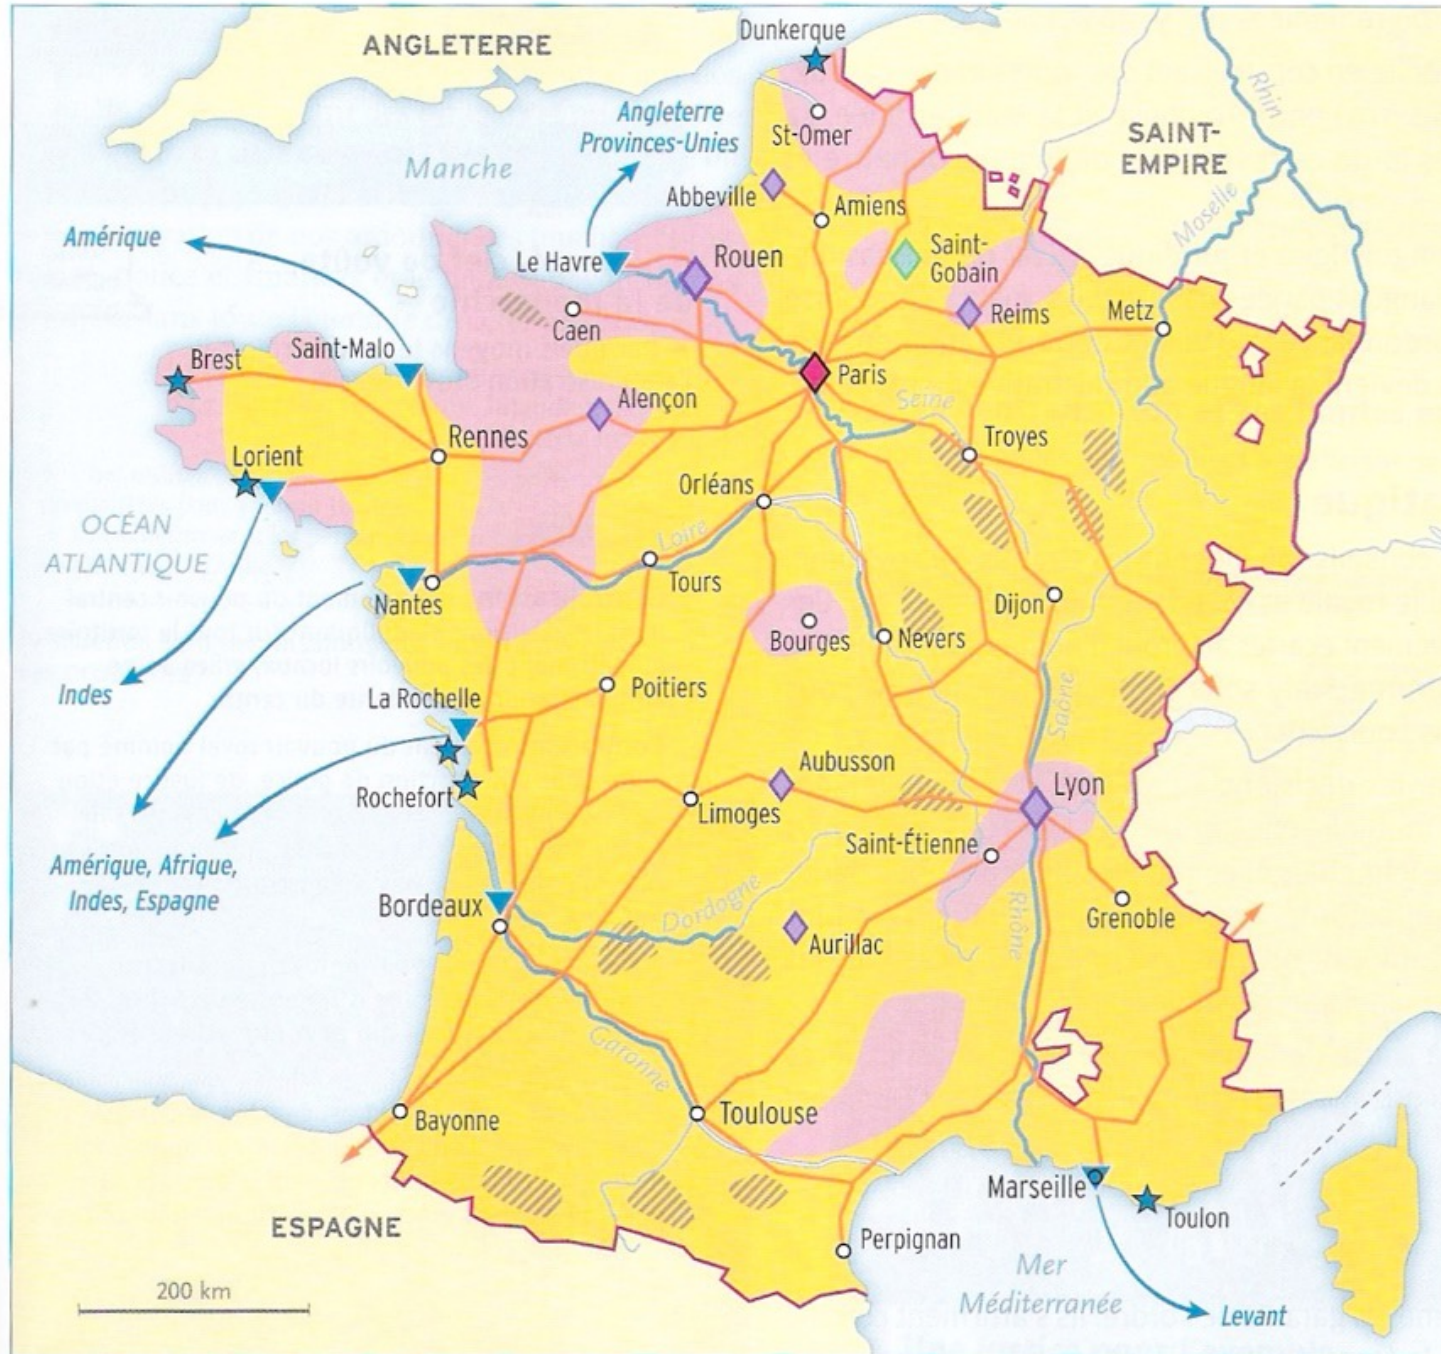 ANGLETERRE
Dunkerque
Angleterre
Provinces-Unies
St-Omer
SAINT-
EMPIRE
Rhin
Manche
Abbeville
Amiens
Moselle
Amérique
Le Havre
Rouen
Saint-
Gobain
Caen
Reims
Metz
Brest
Saint-Malo
Paris
Alençon
Seine
Rennes
Troyes
Lorient
Orléans
OCÉAN
ATLANTIQUE
Loire
Tours
Nantes
Dijon
Bourges
Nevers
Indes
La Rochelle
Poitiers
Saône
Aubusson
Lyon
Rochefort
Limoges
Saint-Étienne
Amérique, Afrique,
Indes, Espagne
Bordeaux
Dordogne
Grenoble
Aurillac
Rhône
Garonne
Bayonne
Toulouse
Marseille
Toulon
ESPAGNE
Perpignan
Mer
Méditerranée
200 km
Levant